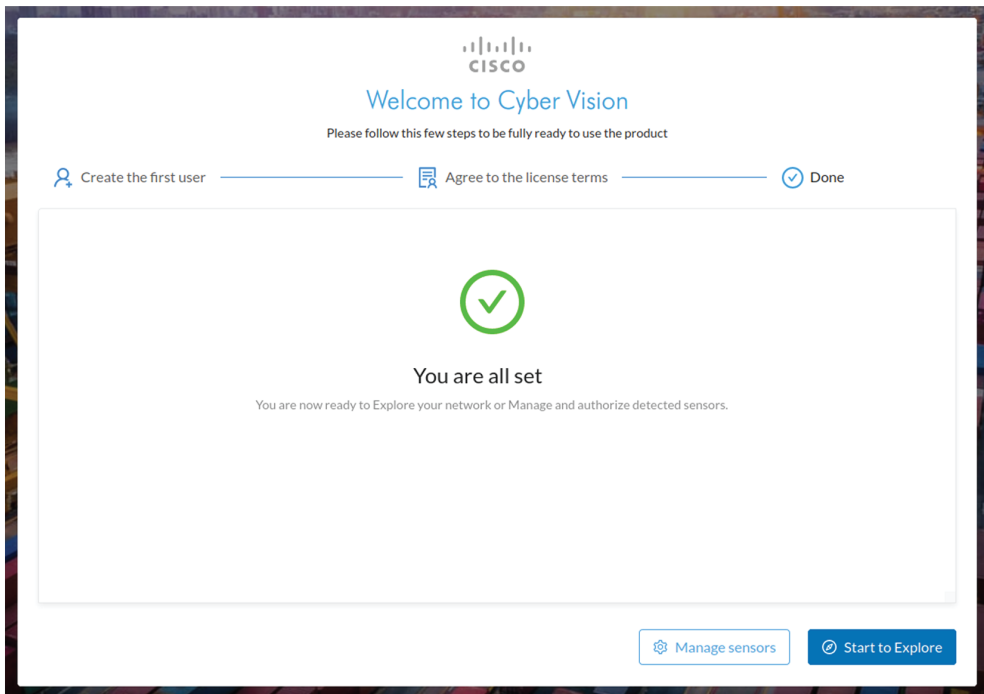 CISCO
Welcome to Cyber Vision
Please follow this few steps to be fully ready to use the product
Create the first user
Agree to the license terms
Done
You are all set
You are now ready to Explore your network or Manage and authorize detected sensors.
Manage sensors
Start to Explore